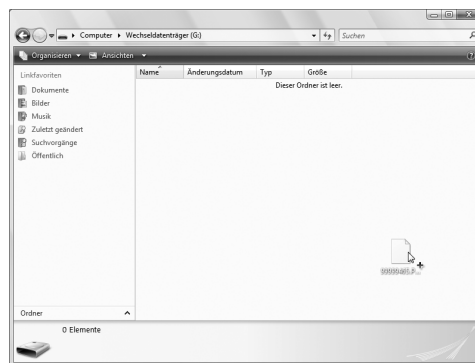 Computer Wechseldatenträger (G:)
Suchen
Organisieren Ansichten
Linkfavoriten
Dokumente
Bilder
Musik
Zuletzt geändert
Suchvorgänge
Öffentlich
Name Änderungsdatum Typ Größe
Dieser Ordner ist leer.
Ordner
0 Elemente